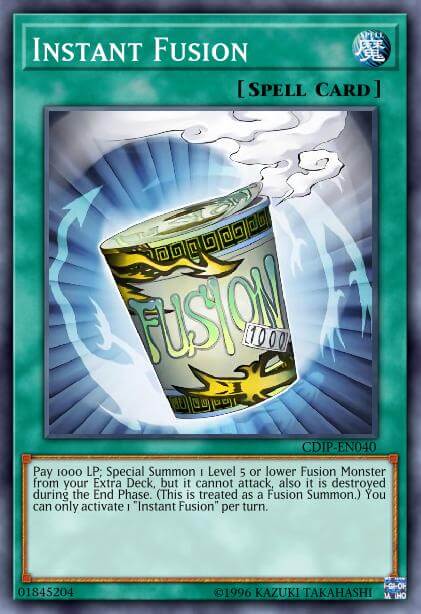 INSTANT FUSION
SPELL
魔
[ SPELL CARD ]
FUSION
1000
CDIP-EN040
Pay 1000 LP; Special Summon 1 Level 5 or lower Fusion Monster
from your Extra Deck, but it cannot attack, also it is destroyed
during the End Phase. (This is treated as a Fusion Summon.) You
can only activate 1 "Instant Fusion" per turn.
01845204
©1996 KAZUKI TAKAHASHI